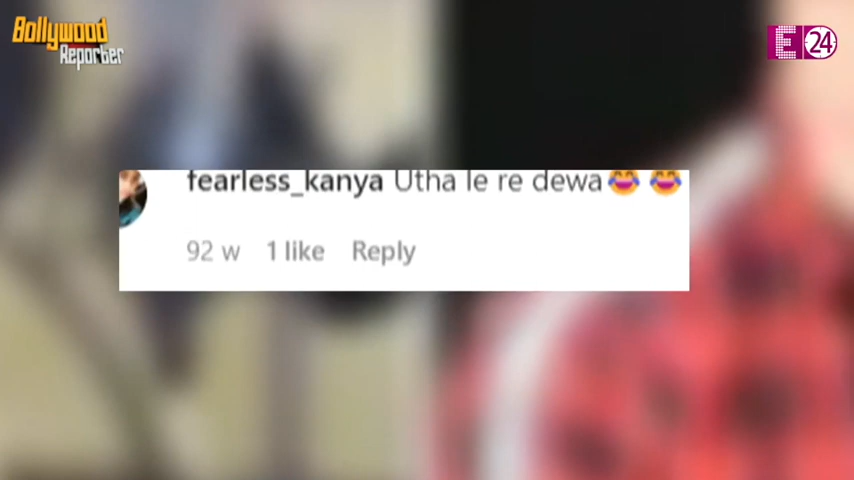 Bollywood
Reporter
E24
fearless_kanya Utha le re dewa😂 😂
92 w 1 like Reply